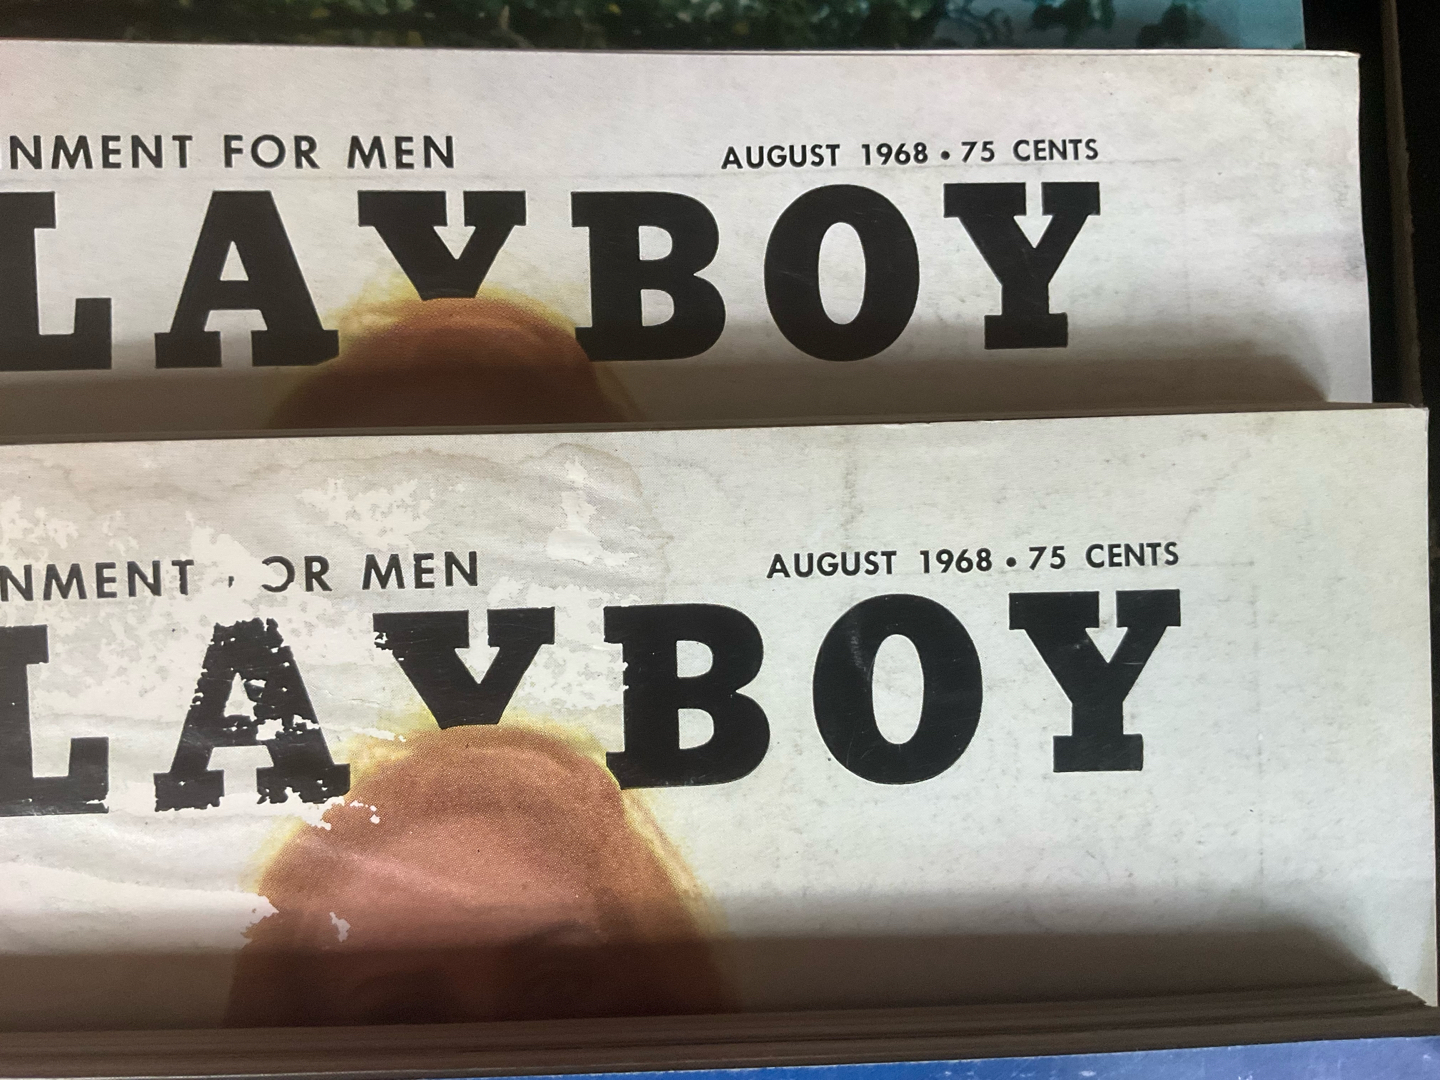 NMENT FOR MEN
AUGUST 1968 • 75 CENTS
LAYBOY
NMENT OR MEN
AUGUST 1968 • 75 CENTS
LAYBOY